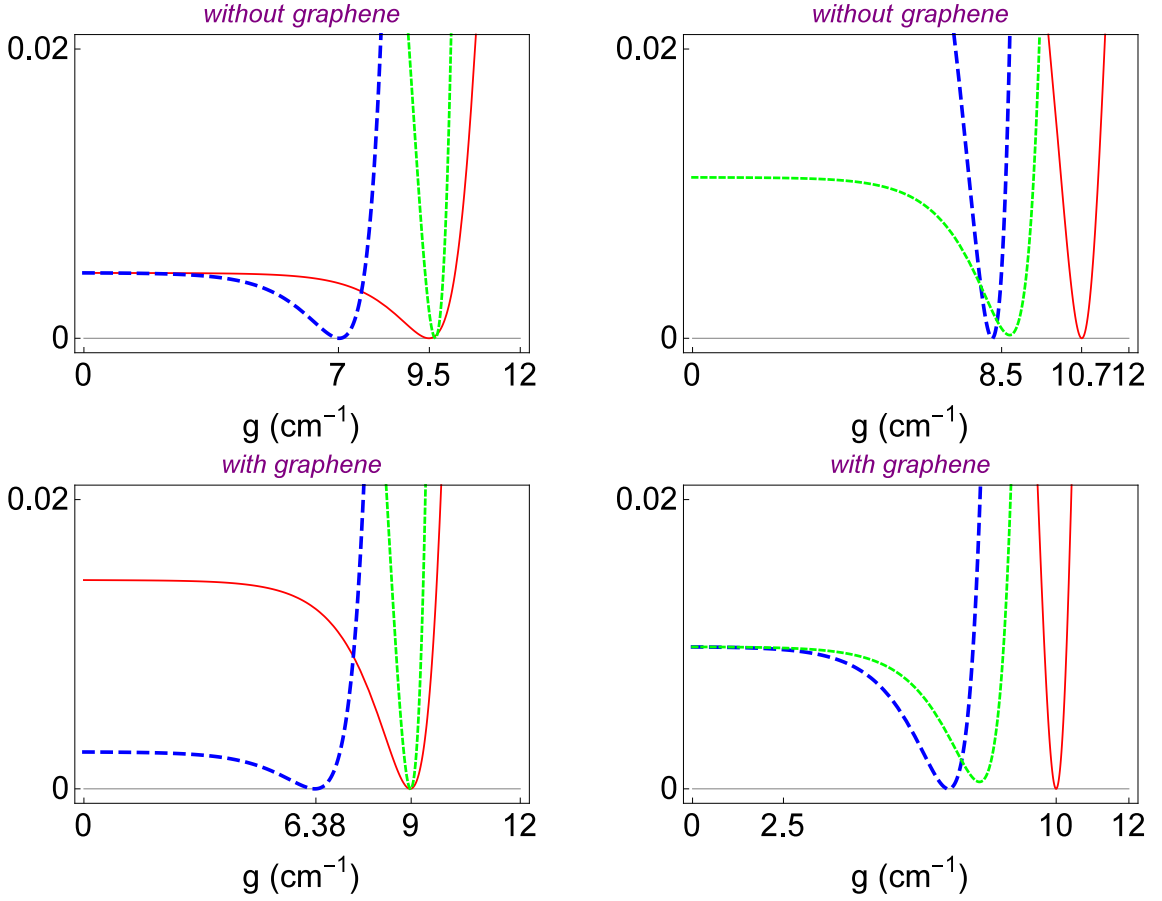 without graphene
0.02
0
0 7 9.5 12
g (cm⁻¹)
without graphene
0.02
0
0 8.5 10.712
g (cm⁻¹)
with graphene
0.02
0
0 6.38 9 12
g (cm⁻¹)
with graphene
0.02
0
0 2.5 10 12
g (cm⁻¹)